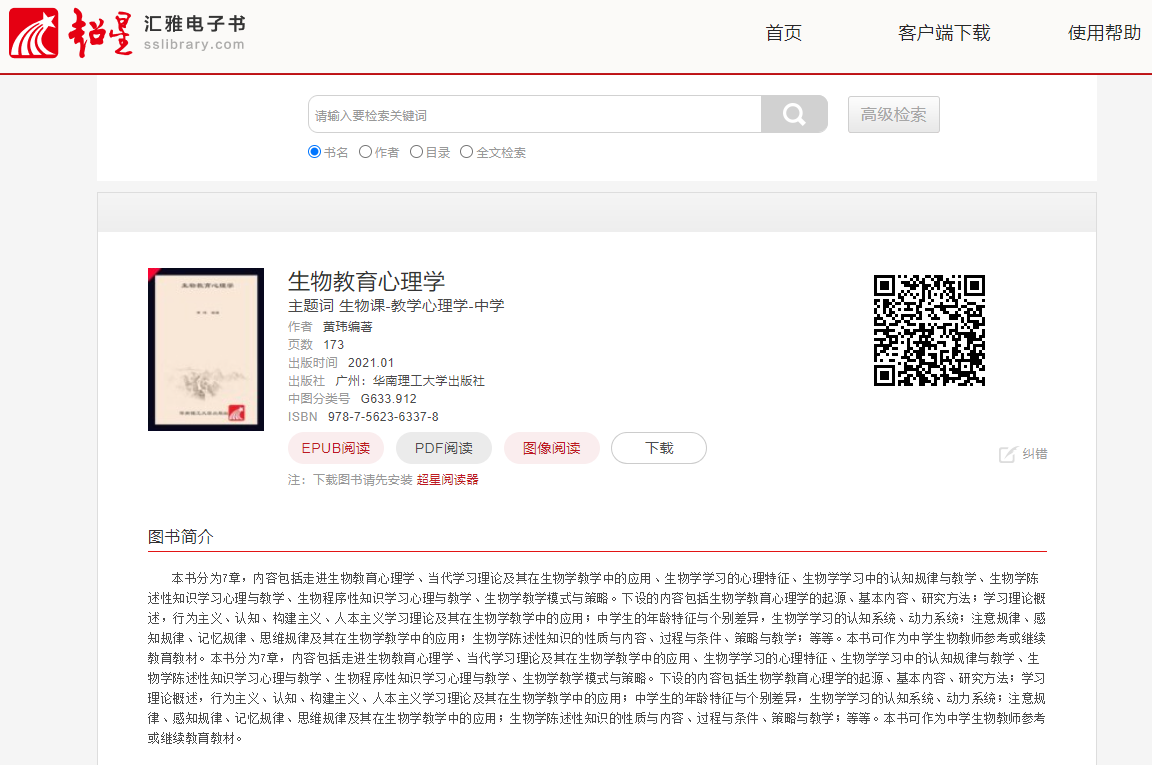 超星 汇雅电子书
sslibrary.com
首页 客户端下载 使用帮助
请输入要检索关键词 高级检索
书名 作者 目录 全文检索
生物教育心理学
生物教育心理学
主题词 生物课-教学心理学-中学
作者 黄玮编著
页数 173
出版时间 2021.01
出版社 广州：华南理工大学出版社
中图分类号 G633.912
ISBN 978-7-5623-6337-8
EPUB阅读 PDF阅读 图像阅读 下载
纠错
注：下载图书请先安装 超星阅读器
图书简介
本书分为7章，内容包括走进生物教育心理学、当代学习理论及其在生物学教学中的应用、生物学学习的心理特征、生物学学习中的认知规律与教学、生物学陈
述性知识学习心理与教学、生物程序性知识学习心理与教学、生物学教学模式与策略。下设的内容包括生物学教育心理学的起源、基本内容、研究方法；学习理论概
述，行为主义、认知、构建主义、人本主义学习理论及其在生物学教学中的应用；中学生的年龄特征与个别差异，生物学学习的认知系统、动力系统；注意规律、感
知规律、记忆规律、思维规律及其在生物学教学中的应用；生物学陈述性知识的性质与内容、过程与条件、策略与教学；等等。本书可作为中学生物教师参考或继续
教育教材。本书分为7章，内容包括走进生物教育心理学、当代学习理论及其在生物学教学中的应用、生物学学习的心理特征、生物学学习中的认知规律与教学、生
物学陈述性知识学习心理与教学、生物程序性知识学习心理与教学、生物学教学模式与策略。下设的内容包括生物学教育心理学的起源、基本内容、研究方法；学习
理论概述，行为主义、认知、构建主义、人本主义学习理论及其在生物学教学中的应用；中学生的年龄特征与个别差异，生物学学习的认知系统、动力系统；注意规
律、感知规律、记忆规律、思维规律及其在生物学教学中的应用；生物学陈述性知识的性质与内容、过程与条件、策略与教学；等等。本书可作为中学生物教师参考
或继续教育教材。